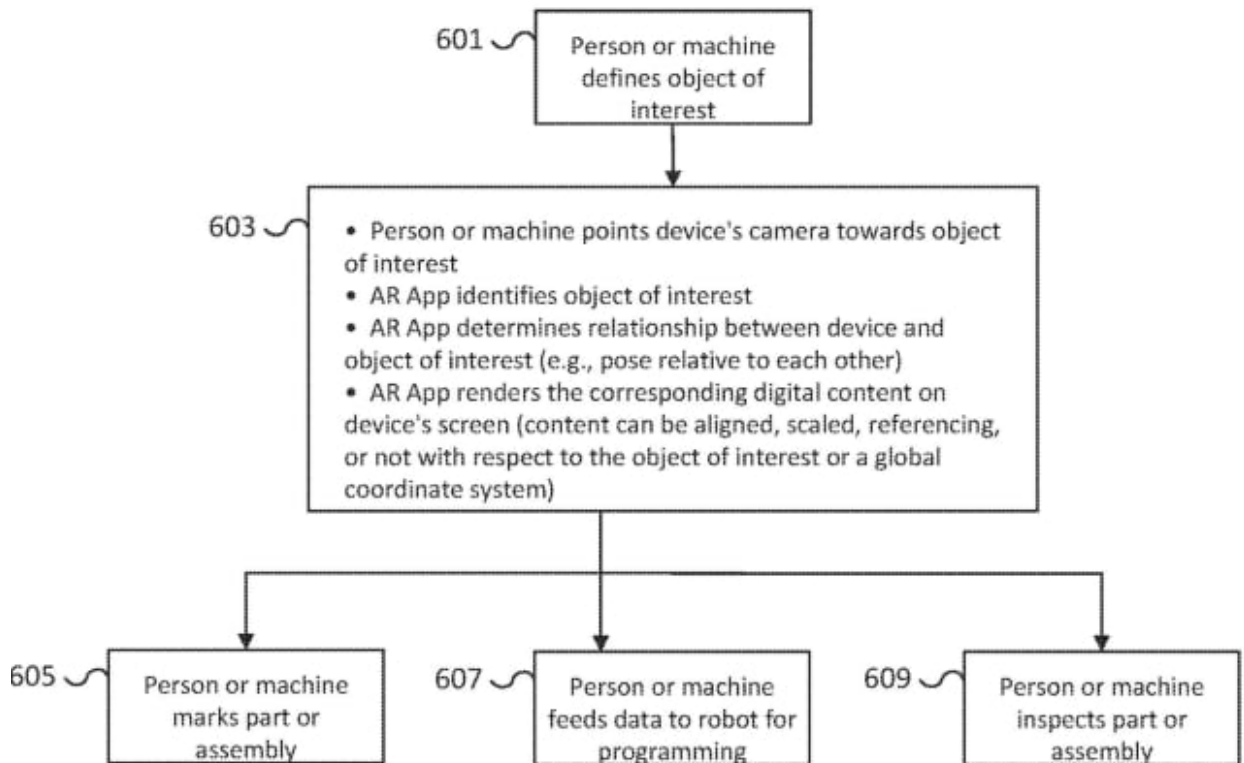 601
Person or machine
defines object of
interest
603
• Person or machine points device's camera towards object
of interest
• AR App identifies object of interest
• AR App determines relationship between device and
object of interest (e.g., pose relative to each other)
• AR App renders the corresponding digital content on
device's screen (content can be aligned, scaled, referencing,
or not with respect to the object of interest or a global
coordinate system)
605
Person or machine
marks part or
assembly
607
Person or machine
feeds data to robot for
programming
609
Person or machine
inspects part or
assembly